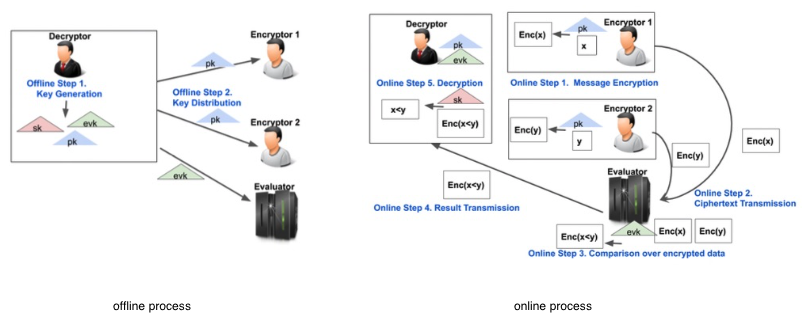 Decryptor
Offline Step 1.
Key Generation
sk
evk
pk
pk
Offline Step 2.
Key Distribution
pk
evk
Encryptor 1
Encryptor 2
Evaluator
offline process
Decryptor
pk
evk
Online Step 5. Decryption
sk
x<y
Enc(x<y)
Encryptor 1
Enc(x)
pk
x
Online Step 1. Message Encryption
Encryptor 2
Enc(y)
pk
y
Enc(y)
Enc(x)
Online Step 2.
Ciphertext Transmission
Evaluator
Enc(x<y)
Online Step 4. Result Transmission
Enc(x<y)
evk
Enc(x)
Enc(y)
Online Step 3. Comparison over encrypted data
online process